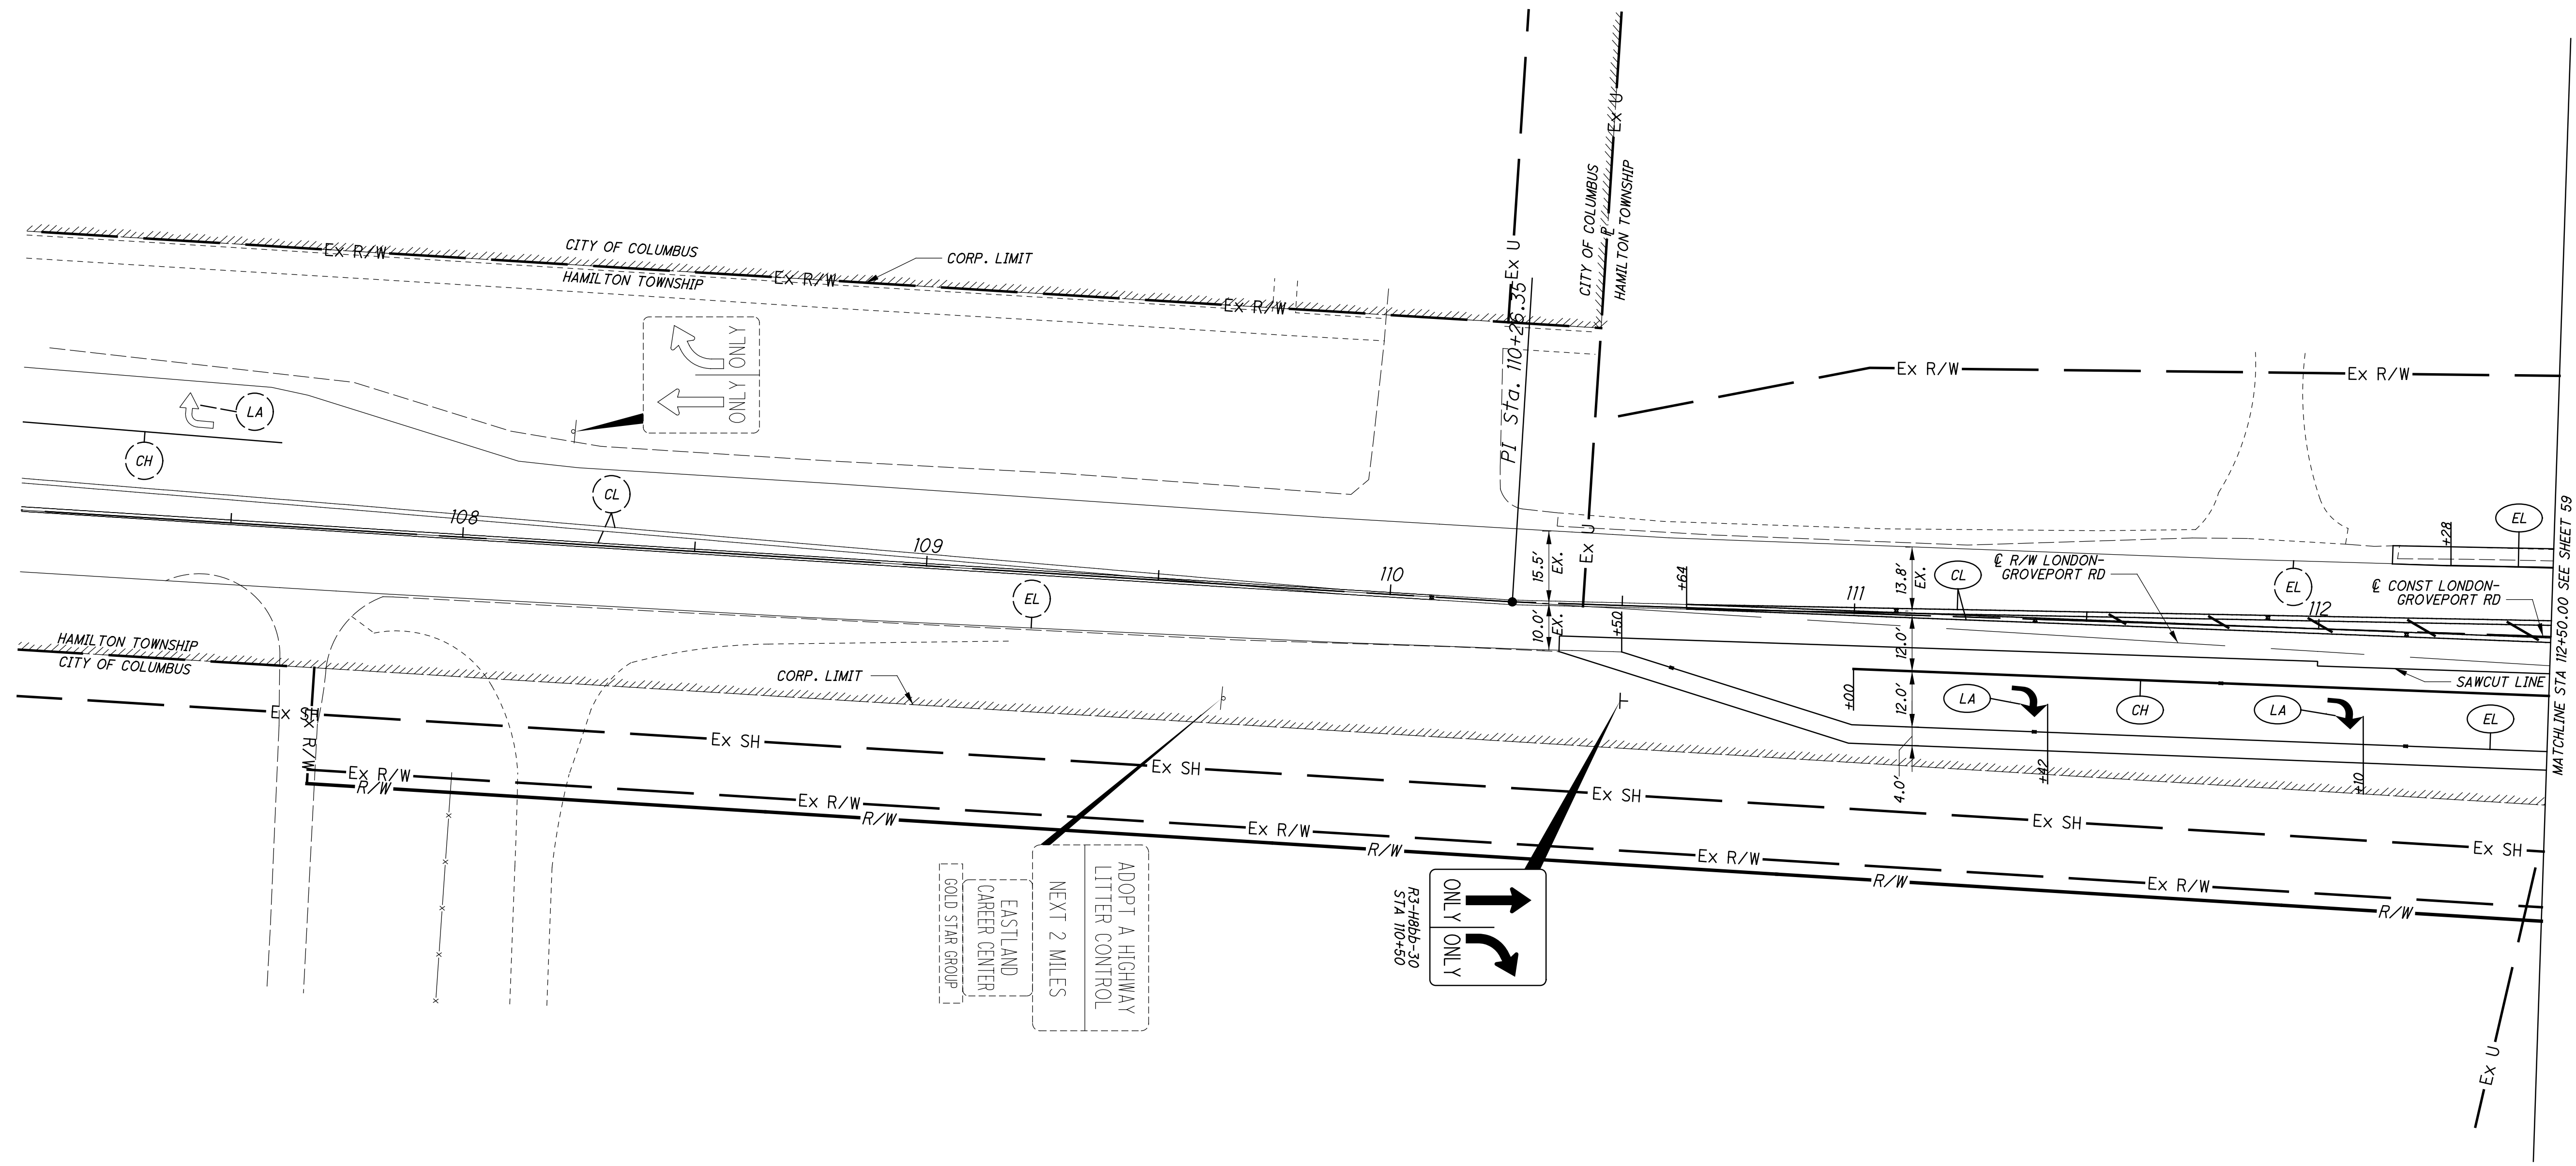 CITY OF COLUMBUS
HAMILTON TOWNSHIP
Ex R/W
Ex R/W
Ex R/W
CORP. LIMIT
Ex U
PI Sta. 110+26.35
CITY OF COLUMBUS
HAMILTON TOWNSHIP
Ex U
PL
Ex U
Ex R/W
Ex R/W
ONLY
ONLY
LA
CH
CL
108
109
110
111
112
EL
15.5'
EX.
10.0'
EX.
+50
+64
13.8'
EX.
12.0'
12.0'
4.0'
+00
CL
℄ R/W LONDON-
GROVEPORT RD
EL
℄ CONST LONDON-
GROVEPORT RD
+28
EL
SAWCUT LINE
LA
+42
CH
LA
+10
EL
MATCHLINE STA 112+50.00 SEE SHEET 59
HAMILTON TOWNSHIP
CITY OF COLUMBUS
CORP. LIMIT
Ex SH
Ex SH
Ex SH
Ex SH
Ex SH
Ex SH
Ex R/W
Ex R/W
Ex R/W
Ex R/W
Ex R/W
Ex R/W
R/W
R/W
R/W
R/W
R/W
Ex U
ADOPT A HIGHWAY
LITTER CONTROL
NEXT 2 MILES
EASTLAND
CAREER CENTER
GOLD STAR GROUP
ONLY
ONLY
R3-H8bb-30
STA 110+50